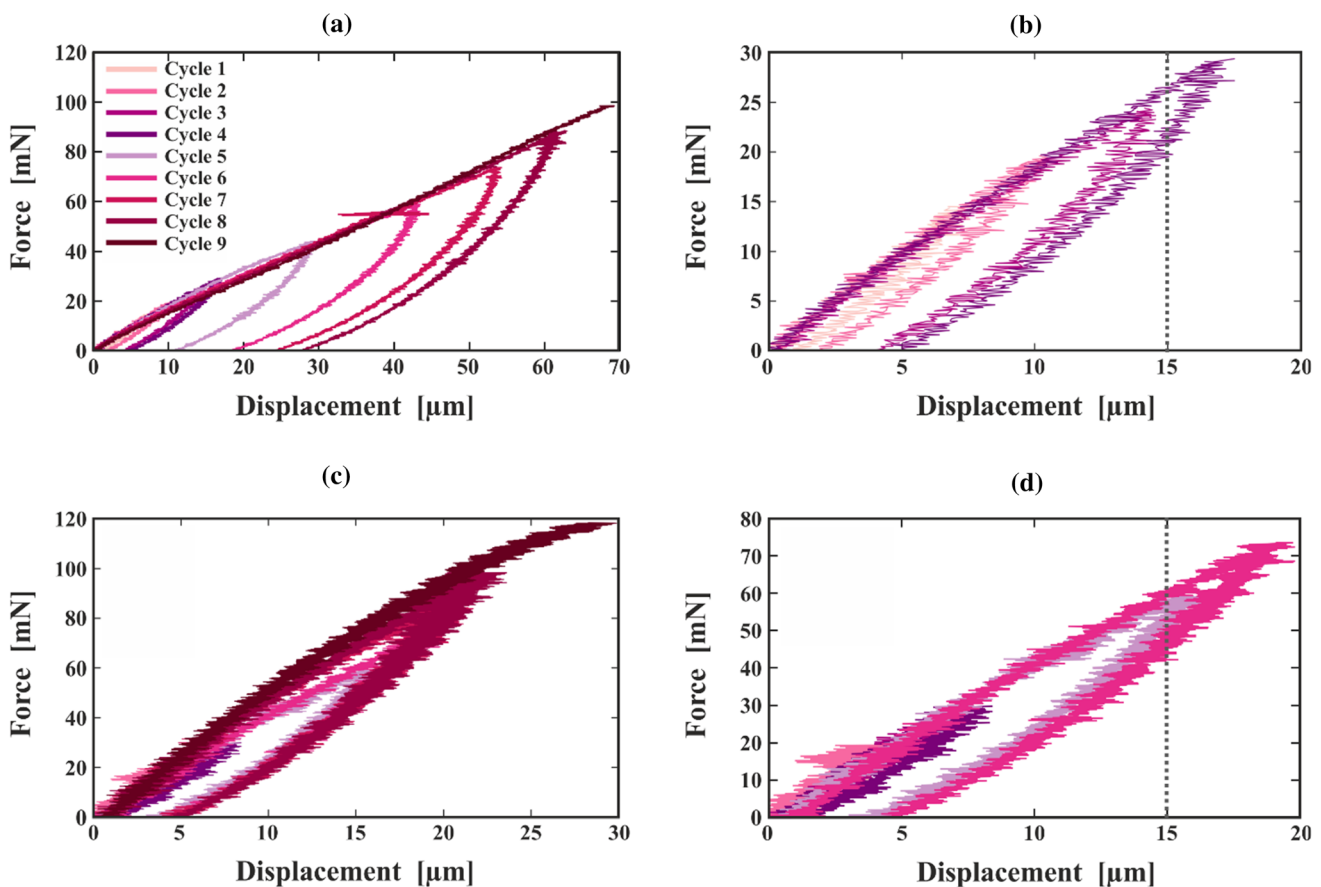 (a)
(b)
120
100
80
60
40
20
0
Force [mN]
Cycle 1
Cycle 2
Cycle 3
Cycle 4
Cycle 5
Cycle 6
Cycle 7
Cycle 8
Cycle 9
0 10 20 30 40 50 60 70
Displacement [µm]
30
25
20
15
10
5
0
Force [mN]
0 5 10 15 20
Displacement [µm]
(c)
(d)
120
100
80
60
40
20
0
Force [mN]
0 5 10 15 20 25 30
Displacement [µm]
80
70
60
50
40
30
20
10
0
Force [mN]
0 5 10 15 20
Displacement [µm]